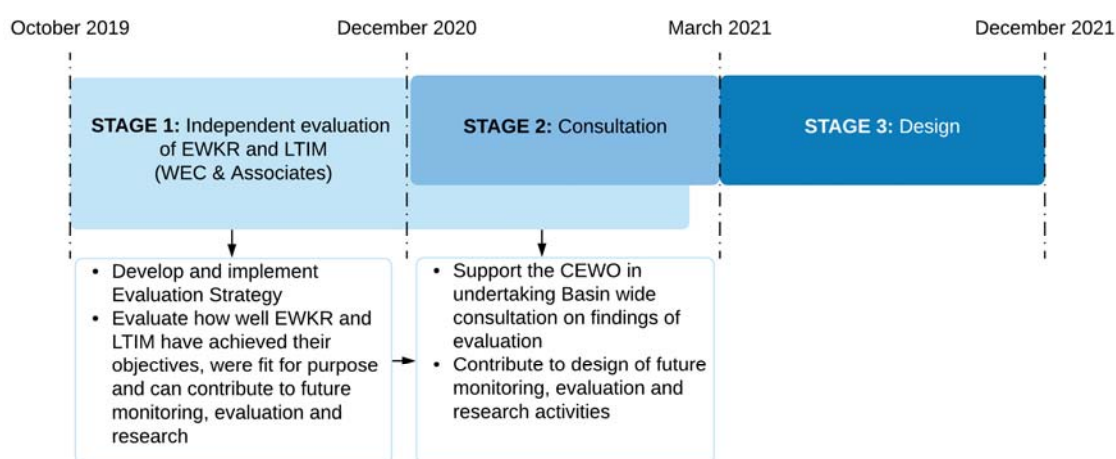 October 2019
December 2020
March 2021
December 2021
STAGE 1: Independent evaluation
of EWKR and LTIM
(WEC & Associates)
STAGE 2: Consultation
STAGE 3: Design
• Develop and implement
Evaluation Strategy
• Evaluate how well EWKR and
LTIM have achieved their
objectives, were fit for purpose
and can contribute to future
monitoring, evaluation and
research
• Support the CEWO in
undertaking Basin wide
consultation on findings of
evaluation
• Contribute to design of future
monitoring, evaluation and
research activities